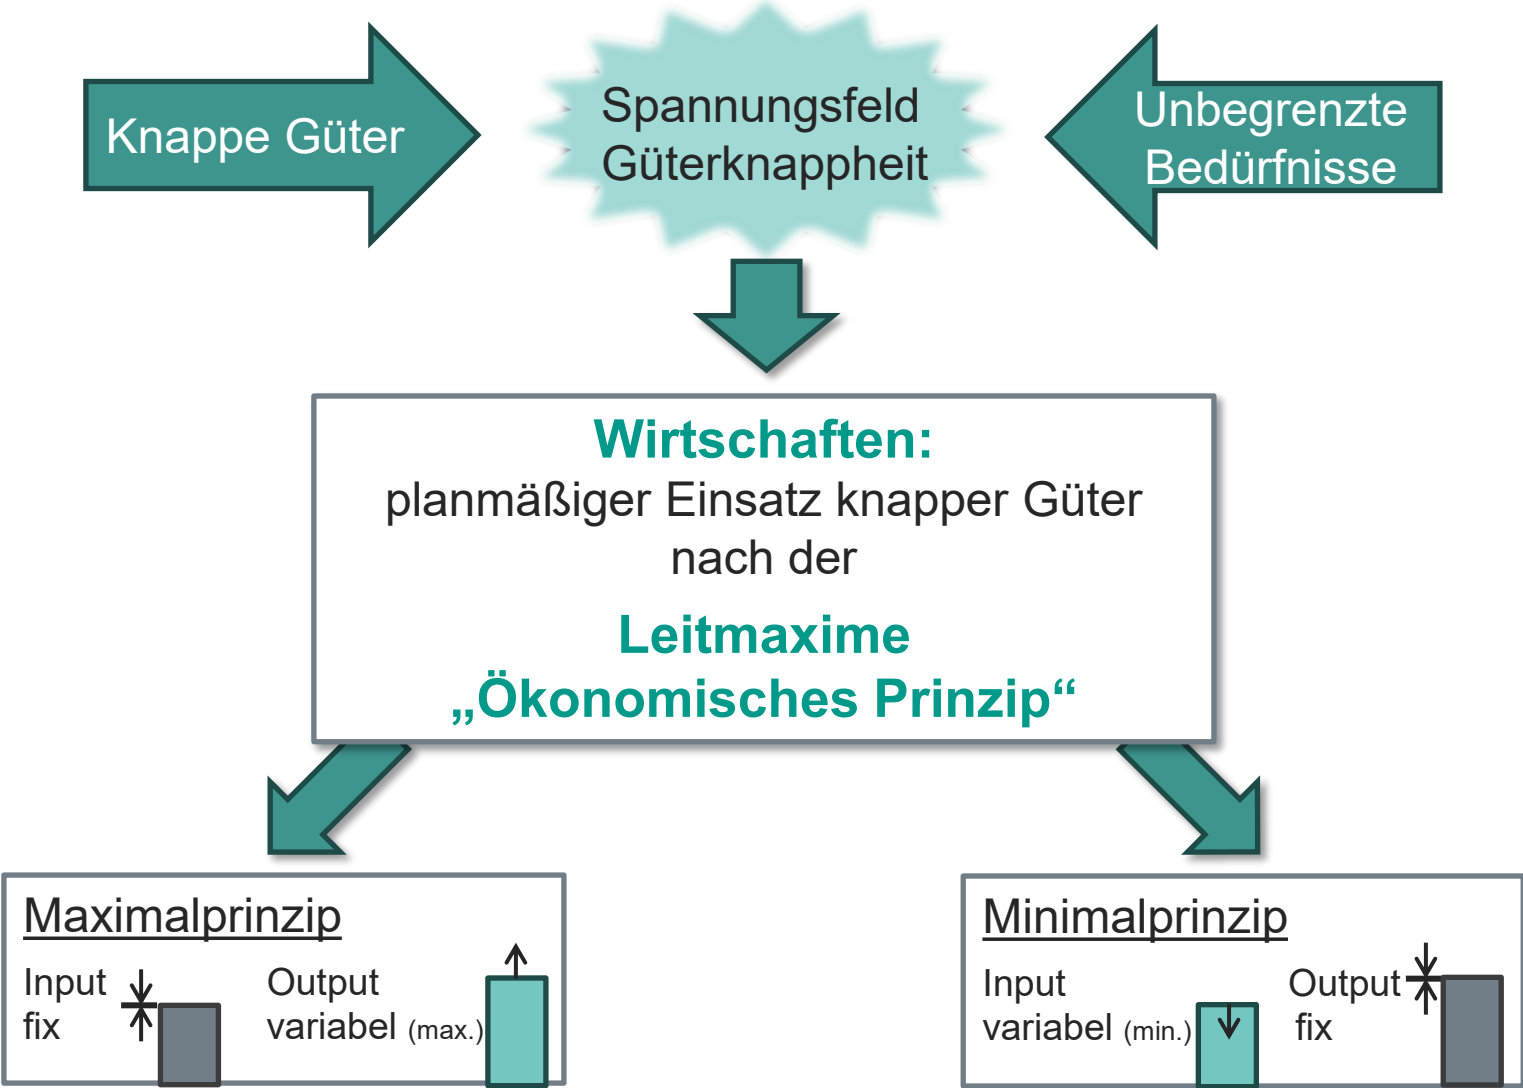 Knappe Güter
Spannungsfeld
Güterknappheit
Unbegrenzte
Bedürfnisse
Wirtschaften:
planmäßiger Einsatz knapper Güter
nach der
Leitmaxime
„Ökonomisches Prinzip“
Maximalprinzip
Input
fix
Output
variabel (max.)
Minimalprinzip
Input
variabel (min.)
Output
fix